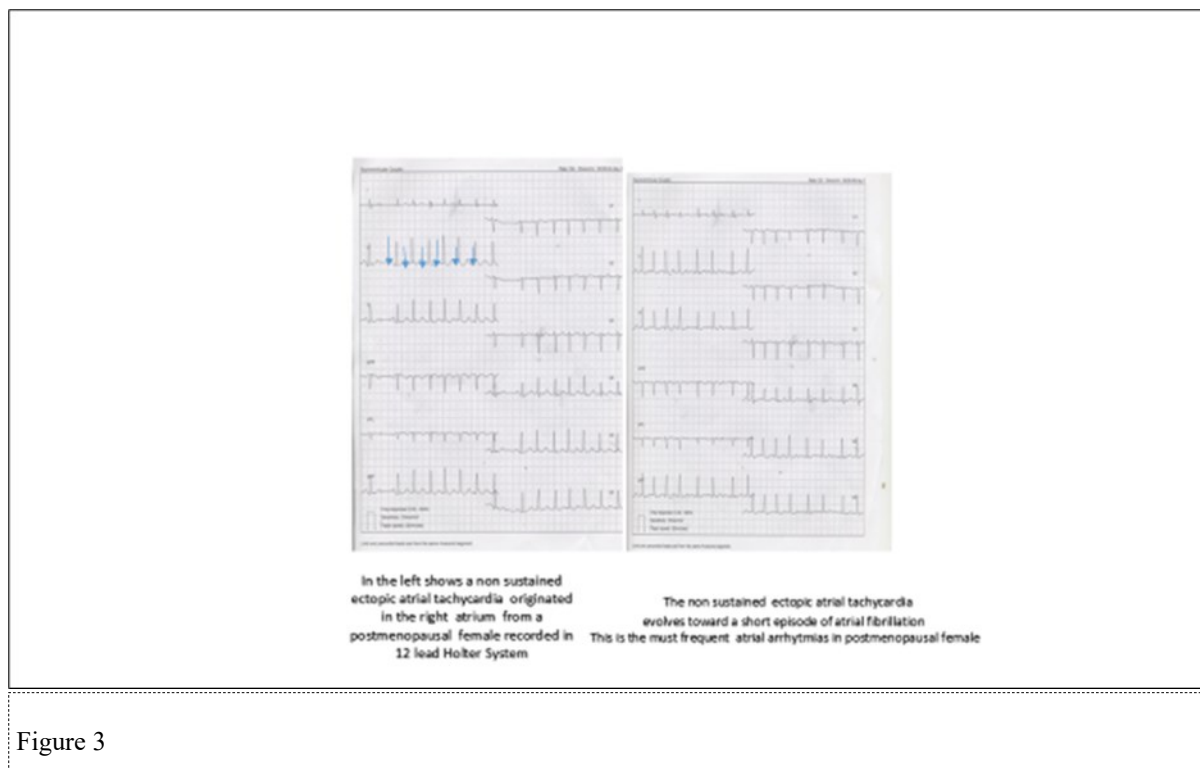 In the left shows a non sustained
ectopic atrial tachycardia originated
in the right atrium from a
postmenopausal female recorded in
12 lead Holter System
The non sustained ectopic atrial tachycardia
evolves toward a short episode of atrial fibrillation
This is the must frequent atrial arrhytmias in postmenopausal female
Figure 3